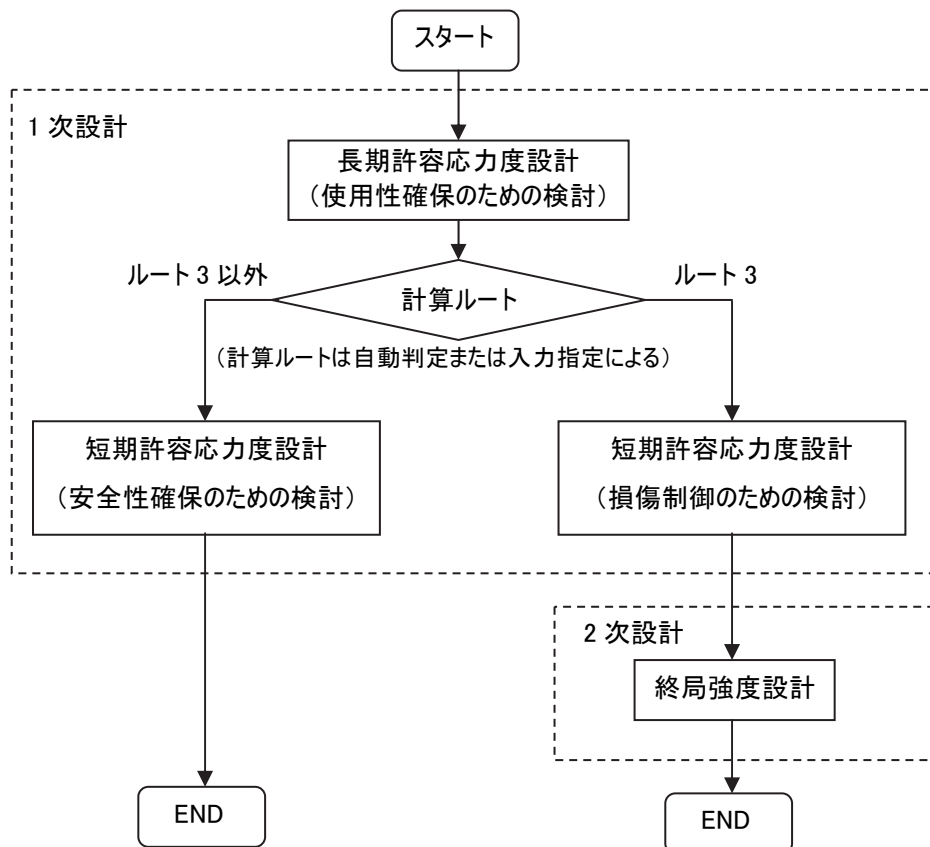 スタート
1 次設計
長期許容応力度設計
（使用性確保のための検討）
ルート 3 以外
計算ルート
ルート 3
（計算ルートは自動判定または入力指定による）
短期許容応力度設計
（安全性確保のための検討）
短期許容応力度設計
（損傷制御のための検討）
2 次設計
終局強度設計
END
END